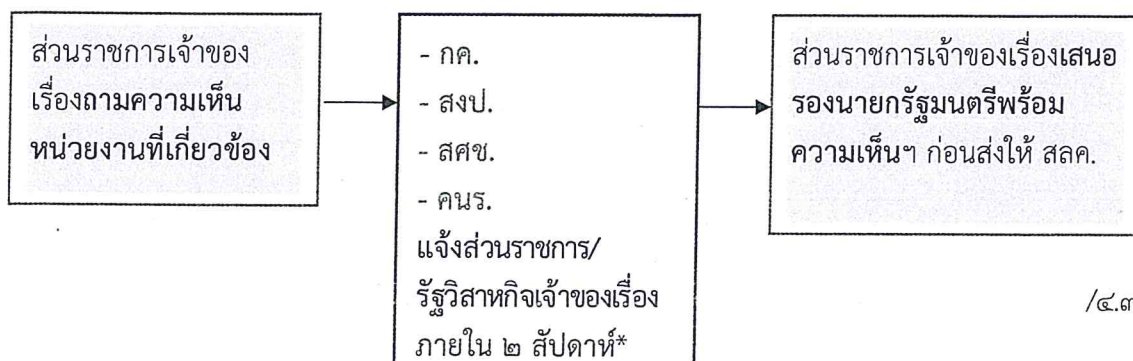 ส่วนราชการเจ้าของ
เรื่องถามความเห็น
หน่วยงานที่เกี่ยวข้อง
- กค.
- สงป.
- สศช.
- คนร.
แจ้งส่วนราชการ/
รัฐวิสาหกิจเจ้าของเรื่อง
ภายใน ๒ สัปดาห์*
ส่วนราชการเจ้าของเรื่องเสนอ
รองนายกรัฐมนตรีพร้อม
ความเห็นฯ ก่อนส่งให้ สลค.
/๔.๓